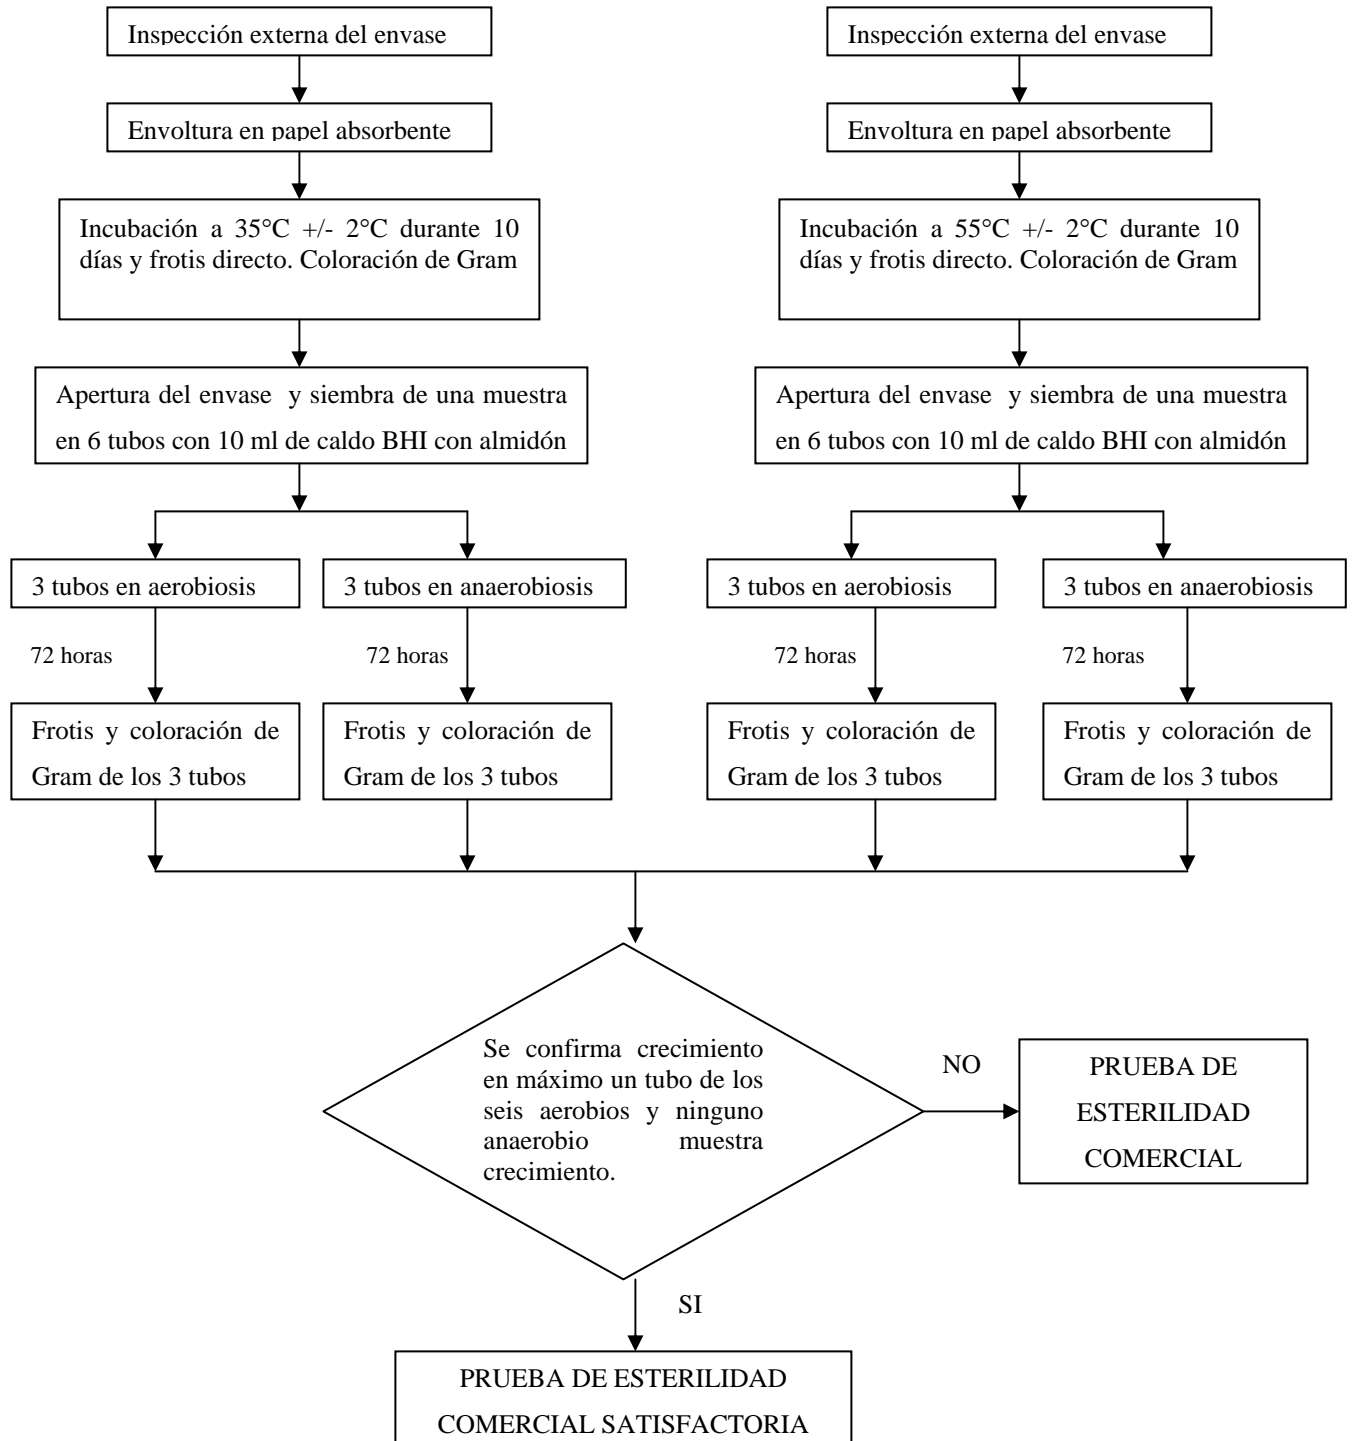 Inspección externa del envase
Inspección externa del envase
Envoltura en papel absorbente
Envoltura en papel absorbente
Incubación a 35°C +/- 2°C durante 10
días y frotis directo. Coloración de Gram
Incubación a 55°C +/- 2°C durante 10
días y frotis directo. Coloración de Gram
Apertura del envase y siembra de una muestra
en 6 tubos con 10 ml de caldo BHI con almidón
Apertura del envase y siembra de una muestra
en 6 tubos con 10 ml de caldo BHI con almidón
3 tubos en aerobiosis
3 tubos en anaerobiosis
3 tubos en aerobiosis
3 tubos en anaerobiosis
72 horas
72 horas
72 horas
72 horas
Frotis y coloración de
Gram de los 3 tubos
Frotis y coloración de
Gram de los 3 tubos
Frotis y coloración de
Gram de los 3 tubos
Frotis y coloración de
Gram de los 3 tubos
Se confirma crecimiento
en máximo un tubo de los
seis aerobios y ninguno
anaerobio muestra
crecimiento.
NO
PRUEBA DE
ESTERILIDAD
COMERCIAL
SI
PRUEBA DE ESTERILIDAD
COMERCIAL SATISFACTORIA